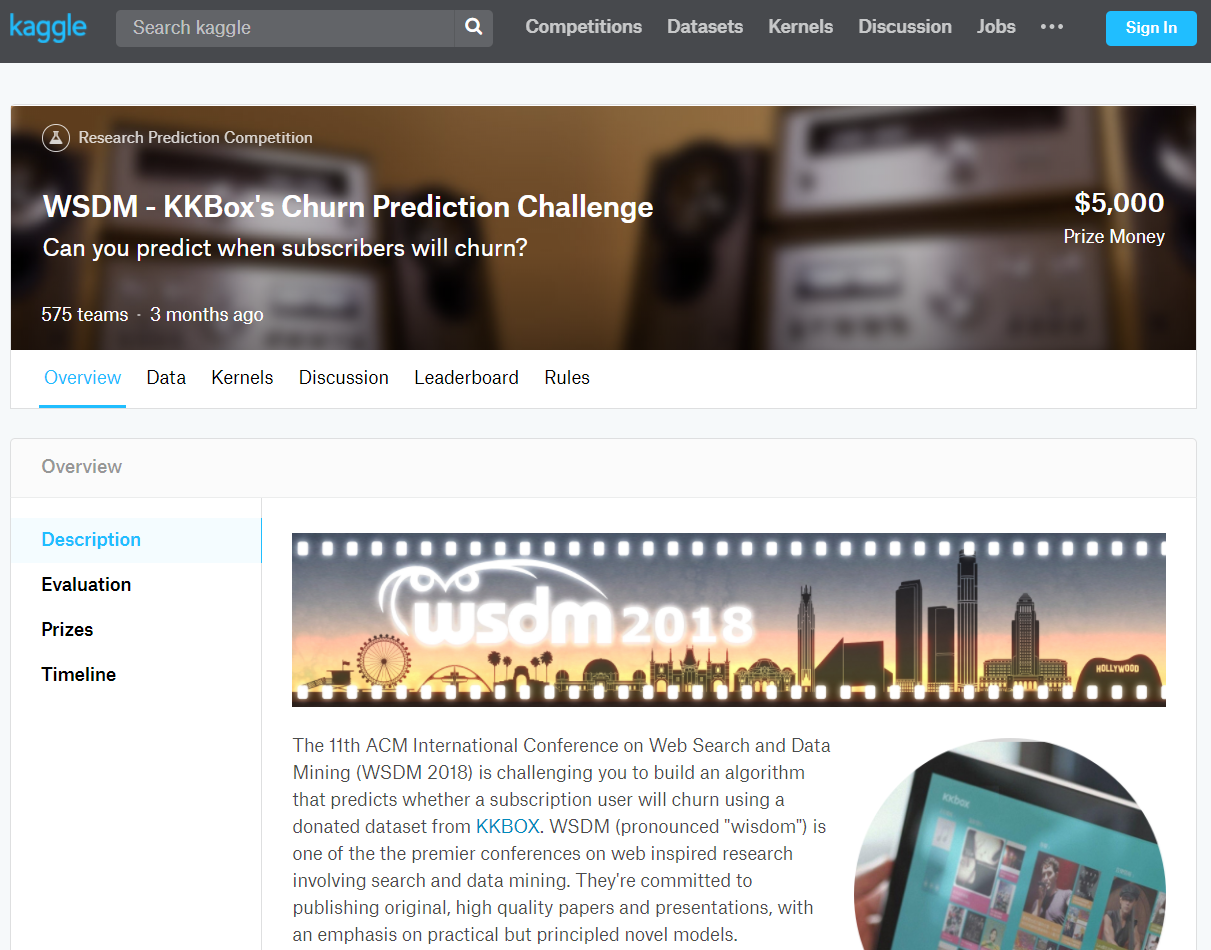 kaggle
Search kaggle
Competitions
Datasets
Kernels
Discussion
Jobs
•••
Sign In
Research Prediction Competition
WSDM - KKBox's Churn Prediction Challenge
Can you predict when subscribers will churn?
$5,000
Prize Money
575 teams · 3 months ago
Overview
Data
Kernels
Discussion
Leaderboard
Rules
Overview
Description
Evaluation
Prizes
Timeline
wsdm 2018
HOLLYWOOD
The 11th ACM International Conference on Web Search and Data
Mining (WSDM 2018) is challenging you to build an algorithm
that predicts whether a subscription user will churn using a
donated dataset from KKBOX. WSDM (pronounced "wisdom") is
one of the the premier conferences on web inspired research
involving search and data mining. They're committed to
publishing original, high quality papers and presentations, with
an emphasis on practical but principled novel models.
KKBOX